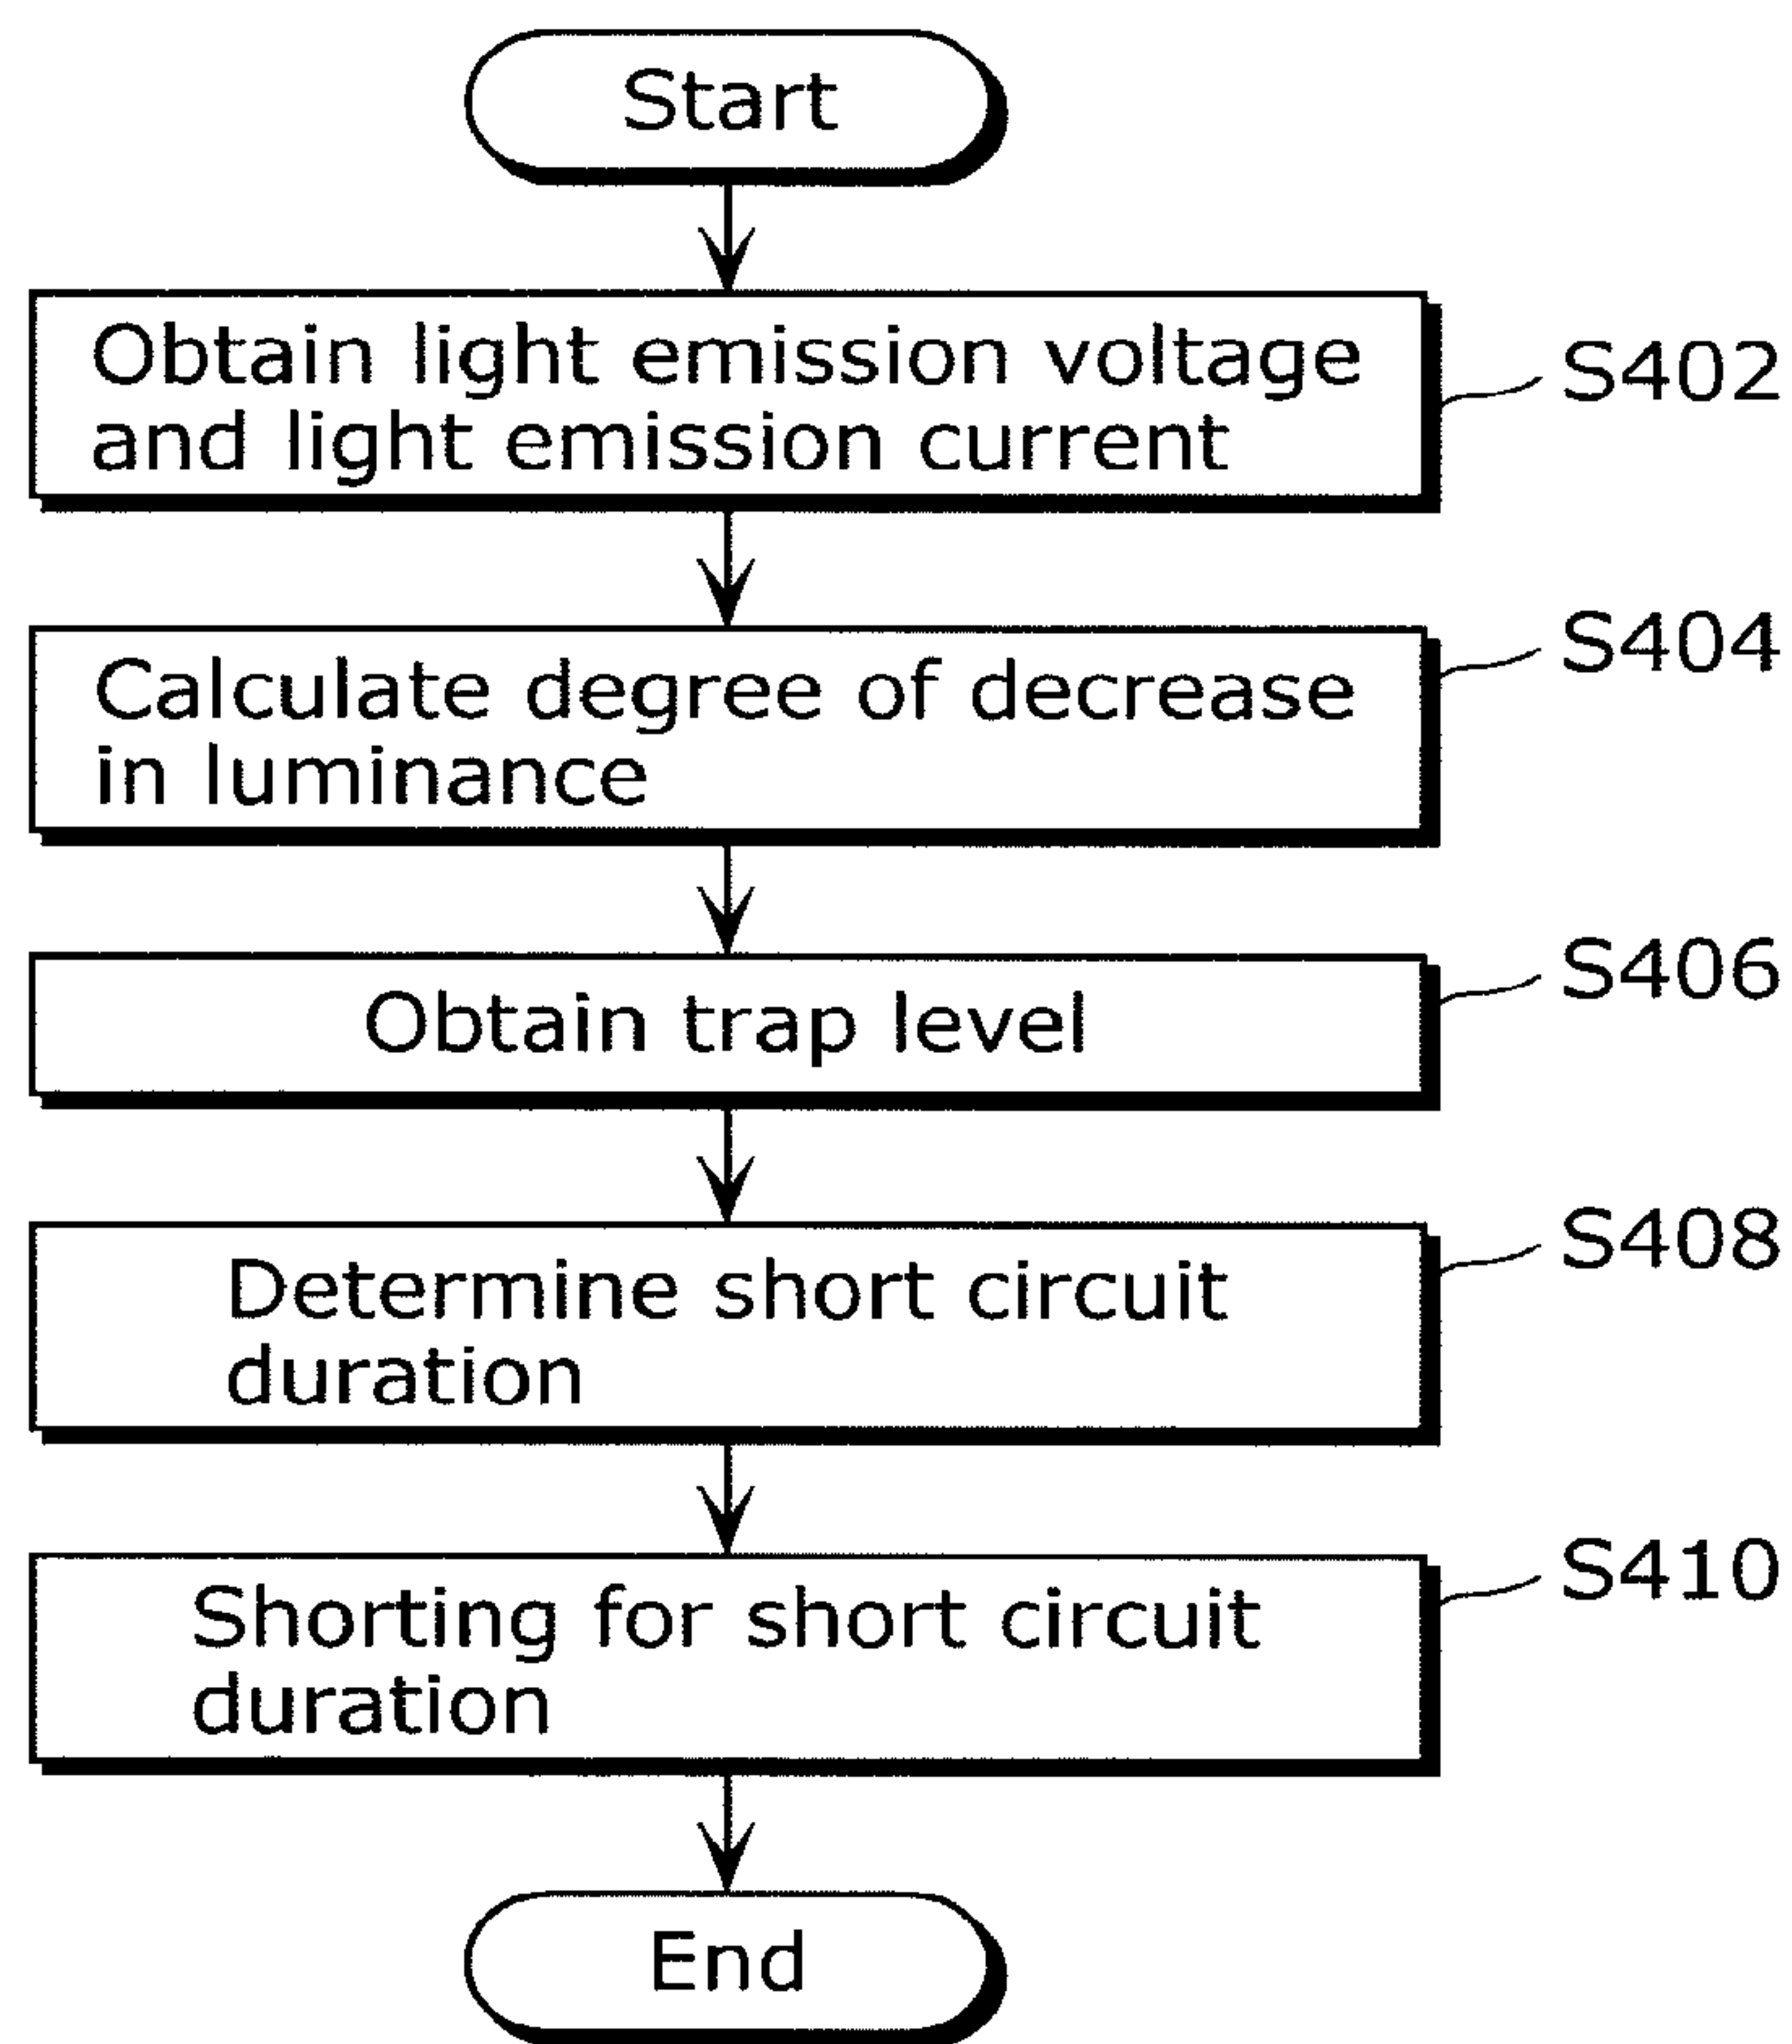 Start
Obtain light emission voltage
and light emission current
S402
Calculate degree of decrease
in luminance
S404
Obtain trap level
S406
Determine short circuit
duration
S408
Shorting for short circuit
duration
S410
End